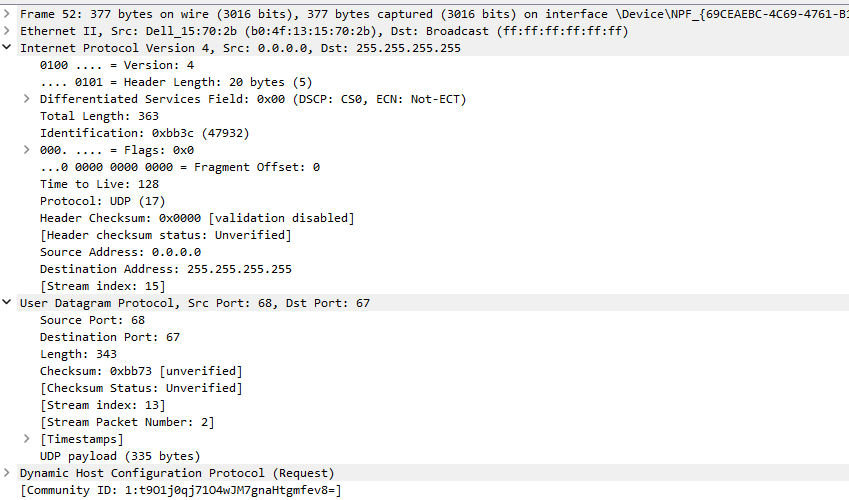 Frame 52: 377 bytes on wire (3016 bits), 377 bytes captured (3016 bits) on interface \Device\NPF_{69CEAEBC-4C69-4761-B1
Ethernet II, Src: Dell_15:70:2b (b0:4f:13:15:70:2b), Dst: Broadcast (ff:ff:ff:ff:ff:ff)
Internet Protocol Version 4, Src: 0.0.0.0, Dst: 255.255.255.255
0100 .... = Version: 4
.... 0101 = Header Length: 20 bytes (5)
Differentiated Services Field: 0x00 (DSCP: CS0, ECN: Not-ECT)
Total Length: 363
Identification: 0xbb3c (47932)
000. .... = Flags: 0x0
...0 0000 0000 0000 = Fragment Offset: 0
Time to Live: 128
Protocol: UDP (17)
Header Checksum: 0x0000 [validation disabled]
[Header checksum status: Unverified]
Source Address: 0.0.0.0
Destination Address: 255.255.255.255
[Stream index: 15]
User Datagram Protocol, Src Port: 68, Dst Port: 67
Source Port: 68
Destination Port: 67
Length: 343
Checksum: 0xbb73 [unverified]
[Checksum Status: Unverified]
[Stream index: 13]
[Stream Packet Number: 2]
[Timestamps]
UDP payload (335 bytes)
Dynamic Host Configuration Protocol (Request)
[Community ID: 1:t9O1j0qj71O4wJM7gnaHtgmfev8=]